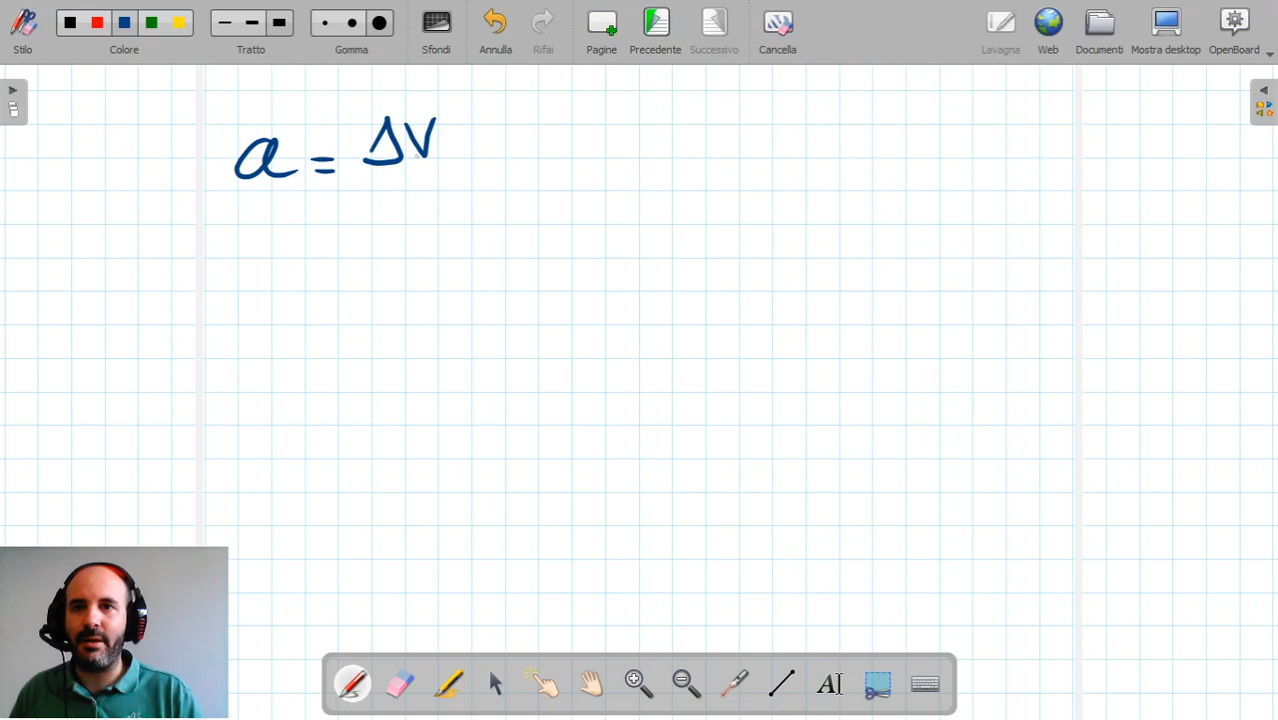 Stilo Colore Tratto Gomma Sfondi Annulla Rifai Pagine Precedente Successivo Cancella Lavagna Web Documenti Mostra desktop OpenBoard
a = ΔV